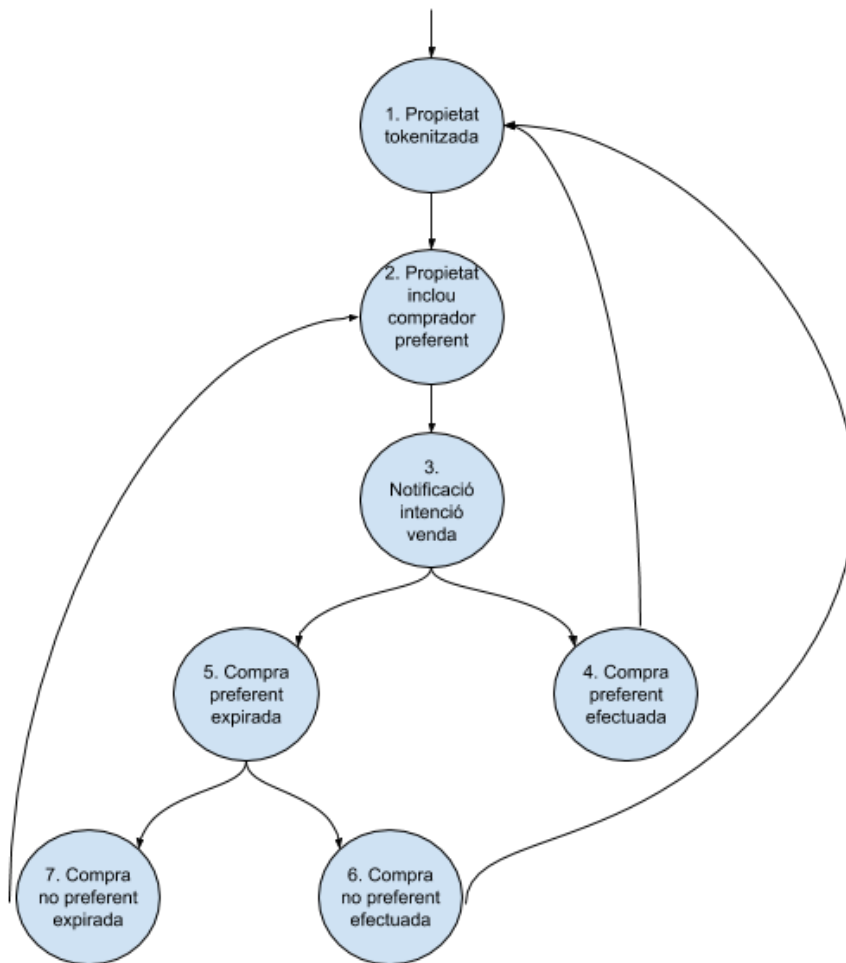 1. Propietat
tokenitzada
2. Propietat
inclou
comprador
preferent
3.
Notificació
intenció
venda
5. Compra
preferent
expirada
4. Compra
preferent
efectuada
7. Compra
no preferent
expirada
6. Compra
no preferent
efectuada